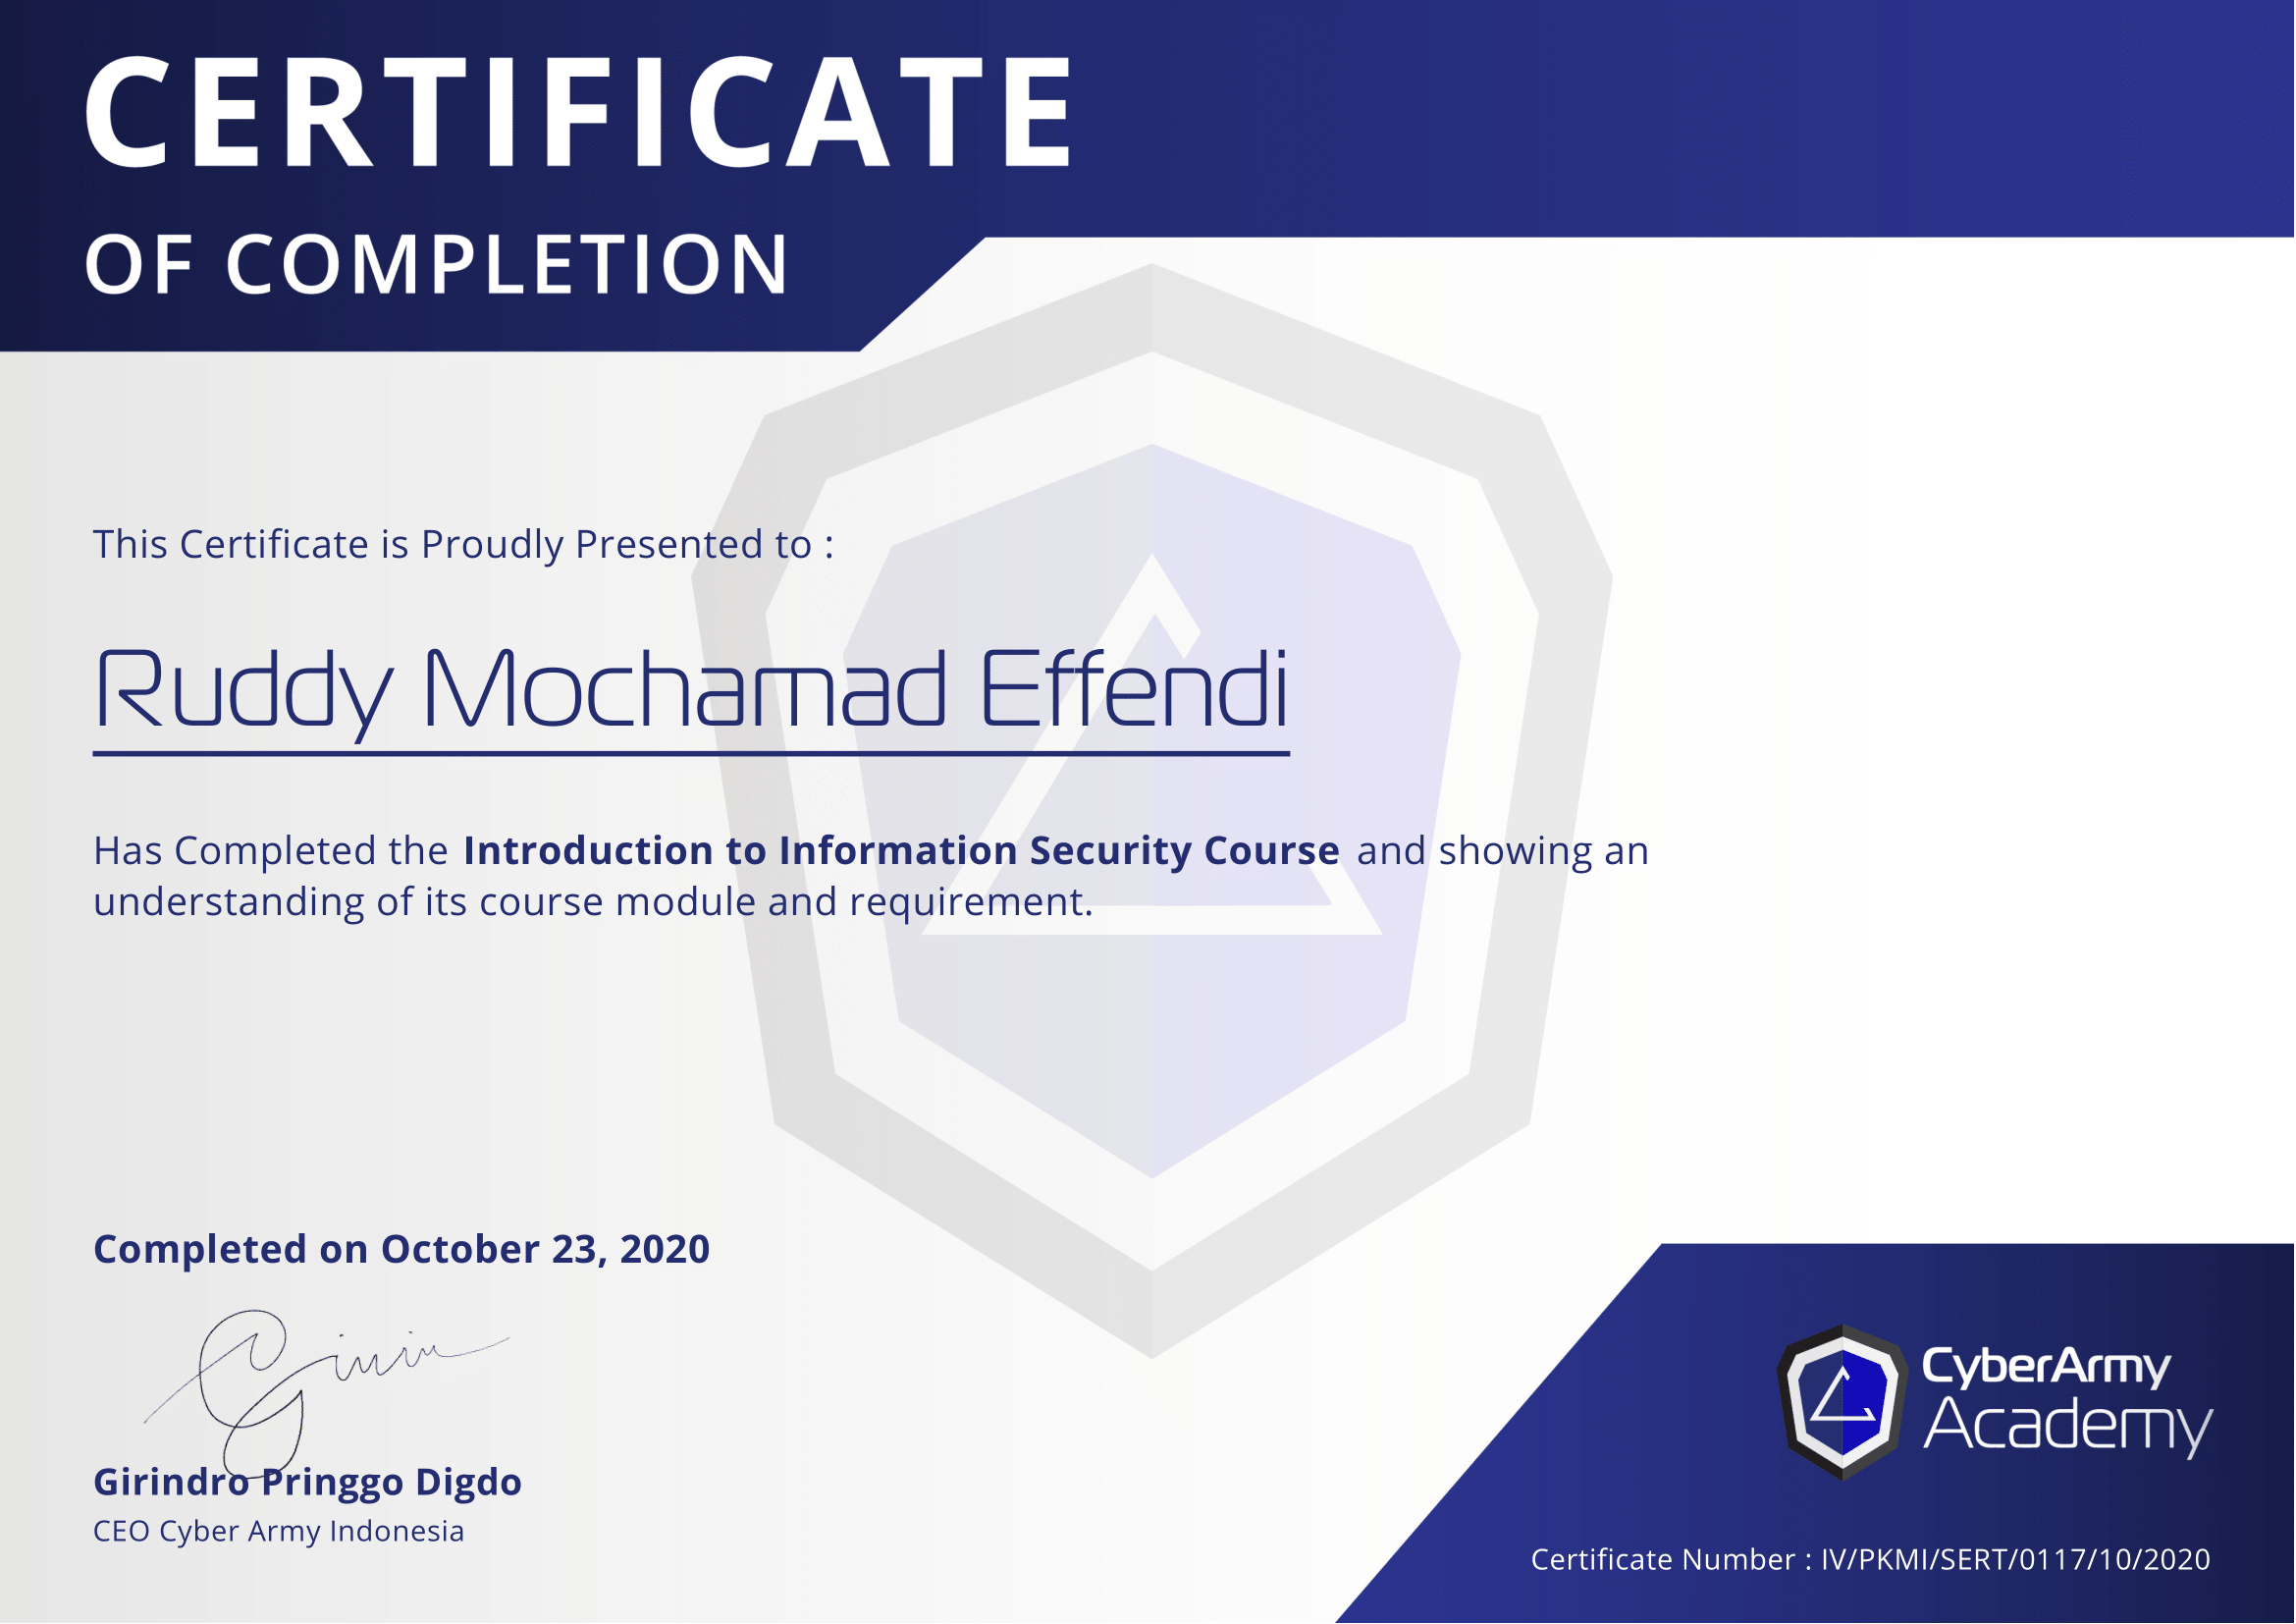 CERTIFICATE
OF COMPLETION
This Certificate is Proudly Presented to :
Ruddy Mochamad Effendi
Has Completed the Introduction to Information Security Course and showing an
understanding of its course module and requirement.
Completed on October 23, 2020
Girindro Pringgo Digdo
CEO Cyber Army Indonesia
CyberArmy
Academy
Certificate Number : IV/PKMI/SERT/0117/10/2020